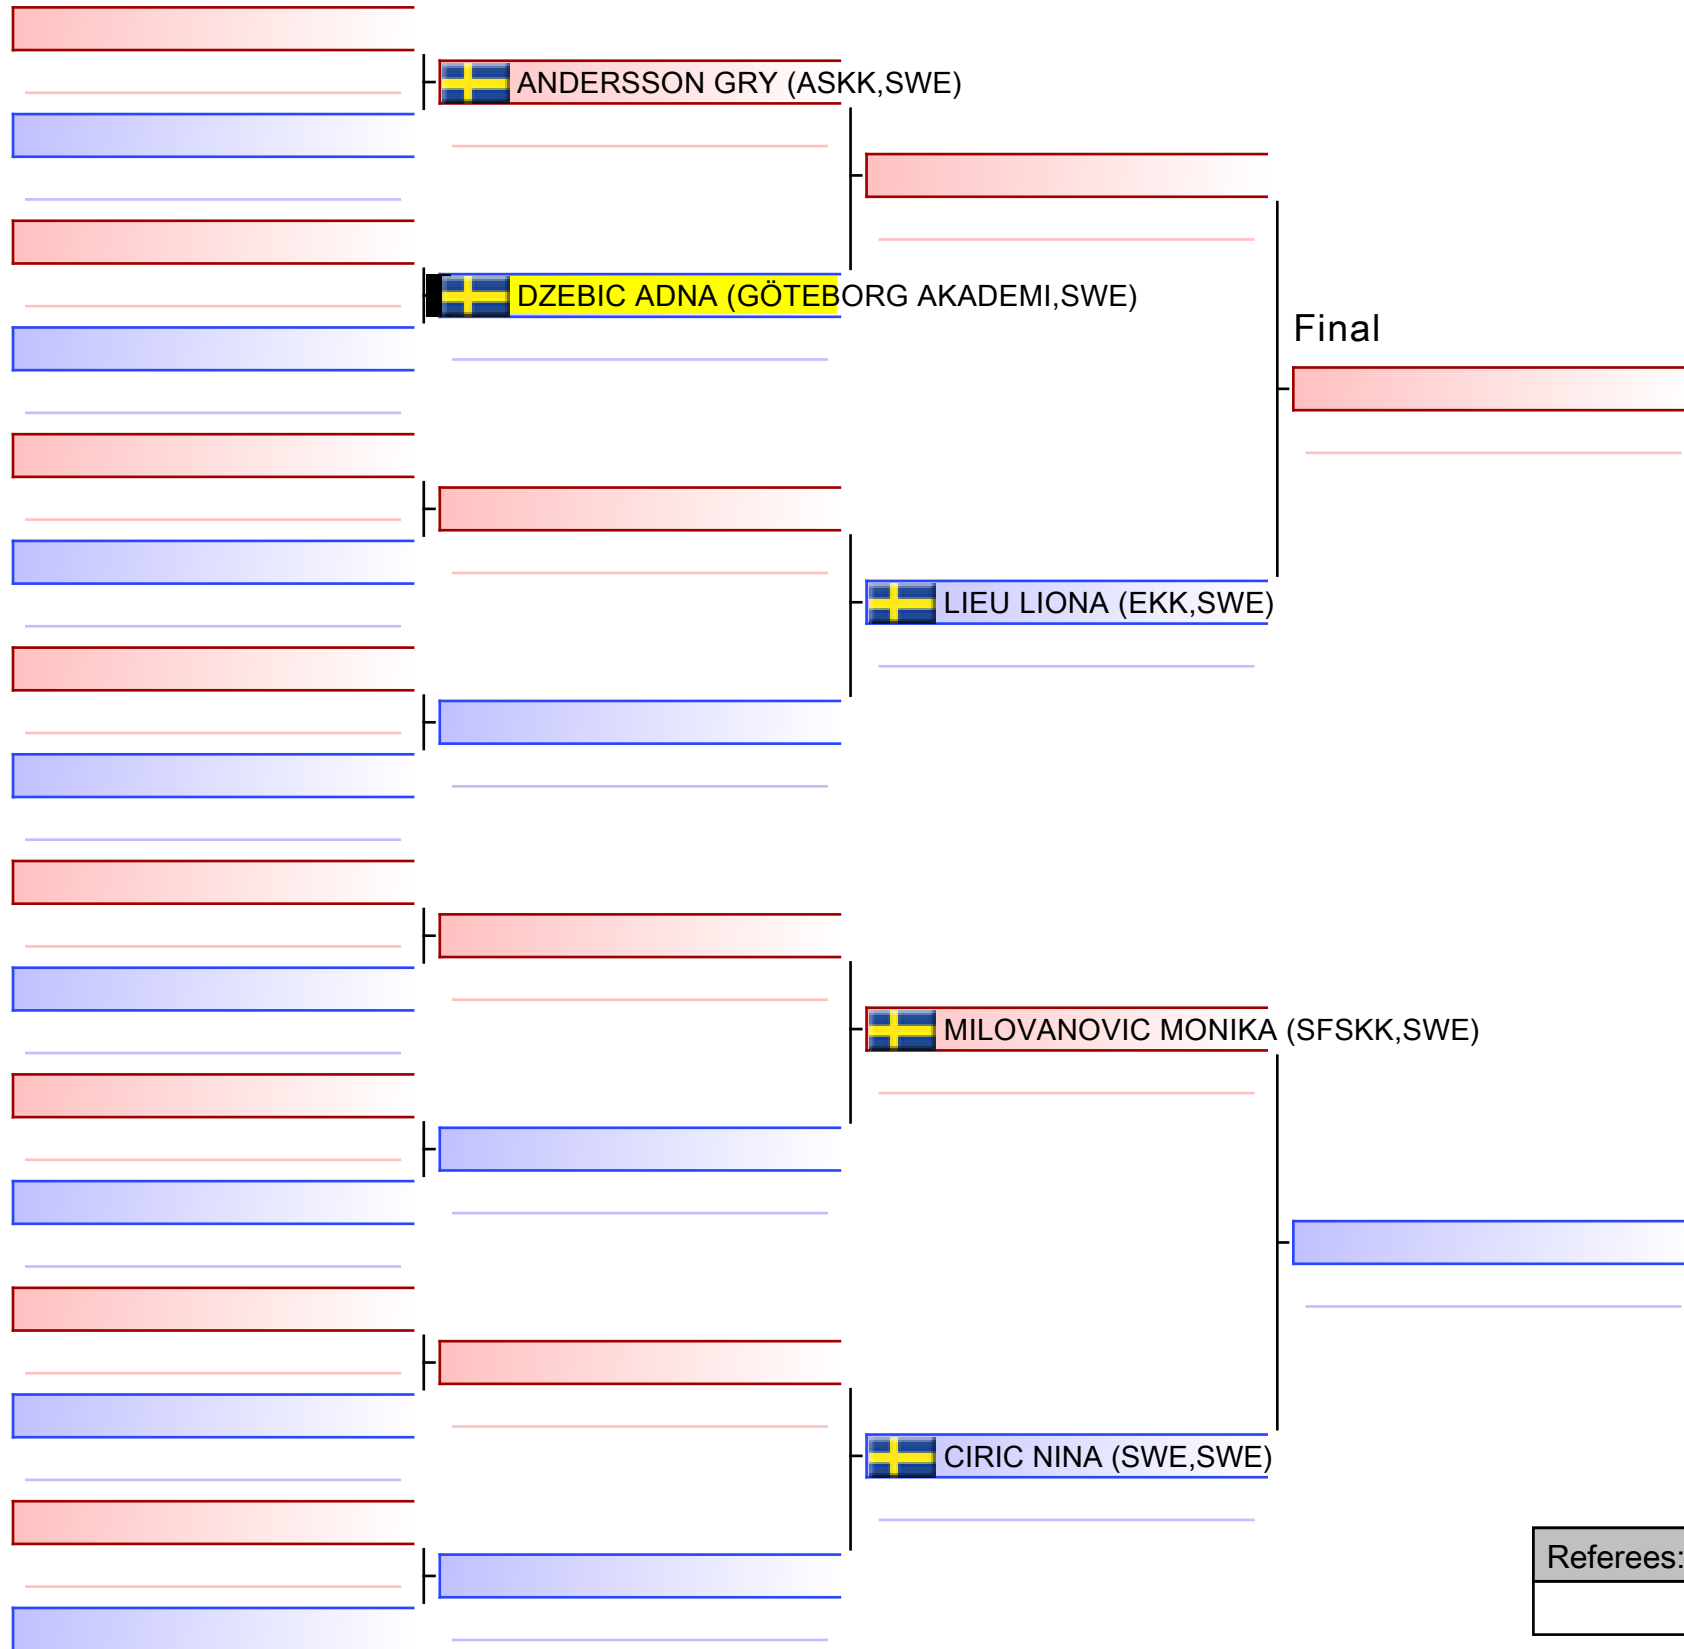 ANDERSSON GRY (ASKK,SWE)
DZEBIC ADNA (GÖTEBORG AKADEMI,SWE)
Final
LIEU LIONA (EKK,SWE)
MILOVANOVIC MONIKA (SFSKK,SWE)
CIRIC NINA (SWE,SWE)
Referees: